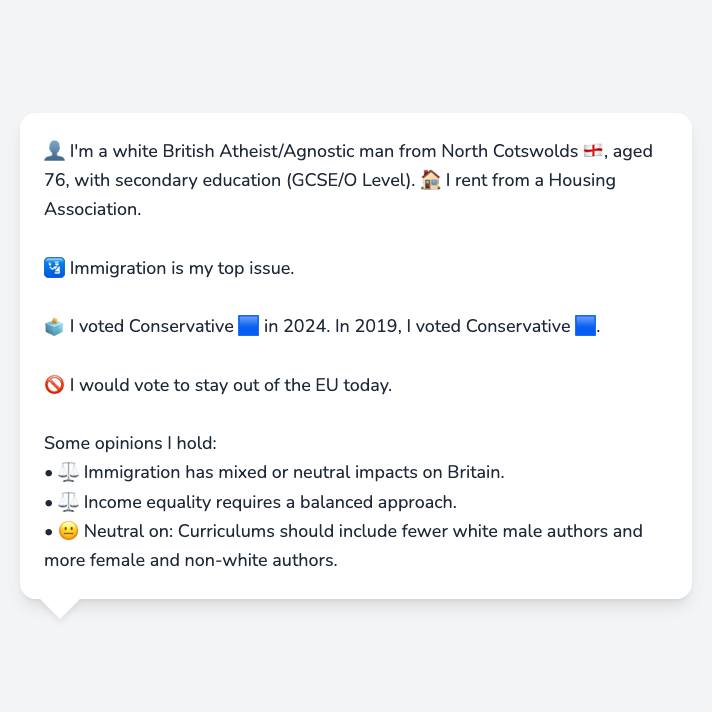 👤 I'm a white British Atheist/Agnostic man from North Cotswolds 🏴󠁧󠁢󠁥󠁮󠁧󠁿, aged
76, with secondary education (GCSE/O Level). 🏠 I rent from a Housing
Association.
🛂 Immigration is my top issue.
🗳️ I voted Conservative 🟦 in 2024. In 2019, I voted Conservative 🟦.
🚫 I would vote to stay out of the EU today.
Some opinions I hold:
• ⚖️ Immigration has mixed or neutral impacts on Britain.
• ⚖️ Income equality requires a balanced approach.
• 😐 Neutral on: Curriculums should include fewer white male authors and
more female and non-white authors.